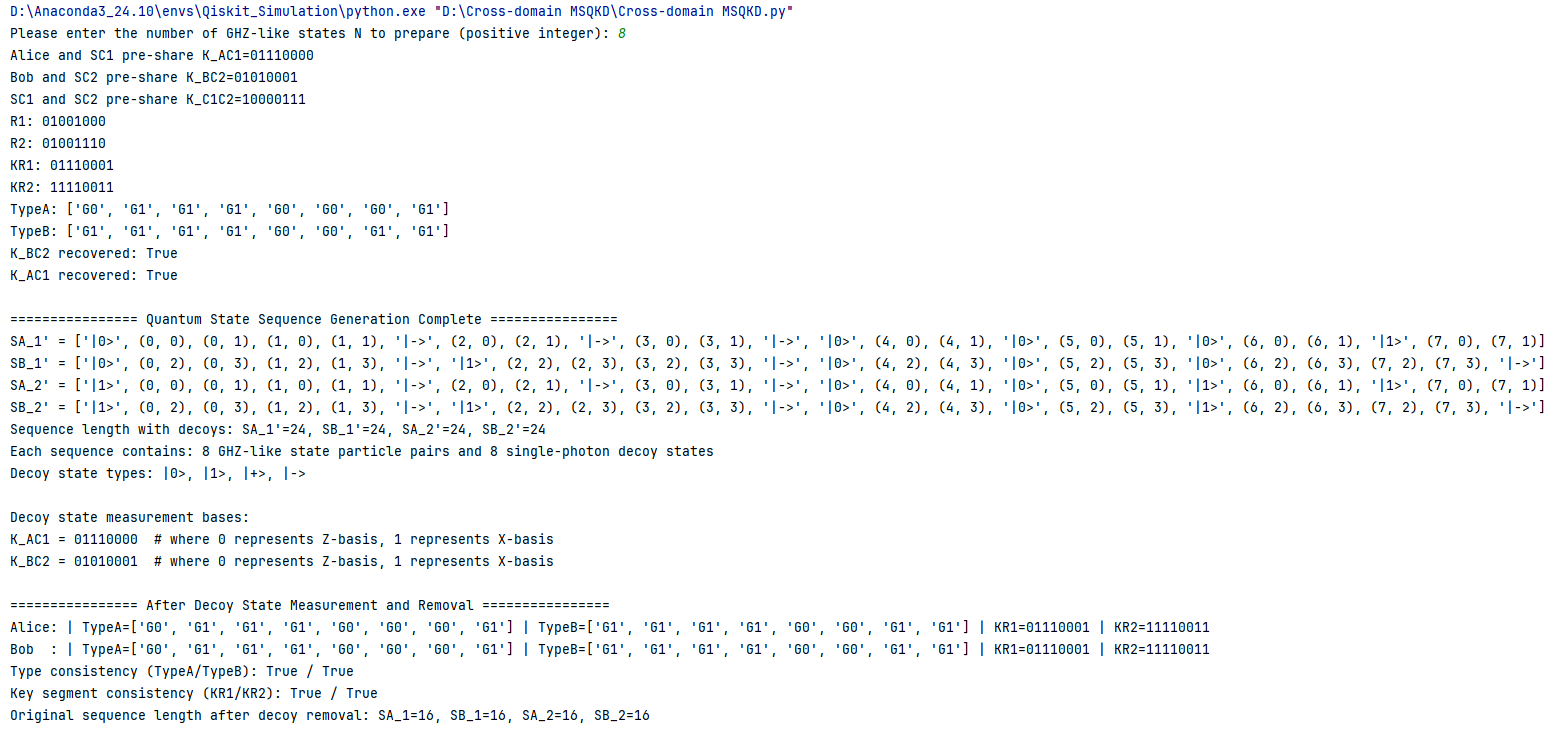 D:\Anaconda3_24.10\envs\Qiskit_Simulation\python.exe "D:\Cross-domain MSQKD\Cross-domain MSQKD.py"
Please enter the number of GHZ-like states N to prepare (positive integer): 8
Alice and SC1 pre-share K_AC1=01110000
Bob and SC2 pre-share K_BC2=01010001
SC1 and SC2 pre-share K_C1C2=10000111
R1: 01001000
R2: 01001110
KR1: 01110001
KR2: 11110011
TypeA: ['G0', 'G1', 'G1', 'G1', 'G0', 'G0', 'G0', 'G1']
TypeB: ['G1', 'G1', 'G1', 'G1', 'G0', 'G0', 'G1', 'G1']
K_BC2 recovered: True
K_AC1 recovered: True
================ Quantum State Sequence Generation Complete ================
SA_1' = ['|0>', (0, 0), (0, 1), (1, 0), (1, 1), '|->', (2, 0), (2, 1), '|->', (3, 0), (3, 1), '|->', '|0>', (4, 0), (4, 1), '|0>', (5, 0), (5, 1), '|0>', (6, 0), (6, 1), '|1>', (7, 0), (7, 1)]
SB_1' = ['|0>', (0, 2), (0, 3), (1, 2), (1, 3), '|->', '|1>', (2, 2), (2, 3), (3, 2), (3, 3), '|->', '|0>', (4, 2), (4, 3), '|0>', (5, 2), (5, 3), '|0>', (6, 2), (6, 3), (7, 2), (7, 3), '|->']
SA_2' = ['|1>', (0, 0), (0, 1), (1, 0), (1, 1), '|->', (2, 0), (2, 1), '|->', (3, 0), (3, 1), '|->', '|0>', (4, 0), (4, 1), '|0>', (5, 0), (5, 1), '|1>', (6, 0), (6, 1), '|1>', (7, 0), (7, 1)]
SB_2' = ['|1>', (0, 2), (0, 3), (1, 2), (1, 3), '|->', '|1>', (2, 2), (2, 3), (3, 2), (3, 3), '|->', '|0>', (4, 2), (4, 3), '|0>', (5, 2), (5, 3), '|1>', (6, 2), (6, 3), (7, 2), (7, 3), '|->']
Sequence length with decoys: SA_1'=24, SB_1'=24, SA_2'=24, SB_2'=24
Each sequence contains: 8 GHZ-like state particle pairs and 8 single-photon decoy states
Decoy state types: |0>, |1>, |+>, |->
Decoy state measurement bases:
K_AC1 = 01110000  # where 0 represents Z-basis, 1 represents X-basis
K_BC2 = 01010001  # where 0 represents Z-basis, 1 represents X-basis
================ After Decoy State Measurement and Removal ================
Alice: | TypeA=['G0', 'G1', 'G1', 'G1', 'G0', 'G0', 'G0', 'G1'] | TypeB=['G1', 'G1', 'G1', 'G1', 'G0', 'G0', 'G1', 'G1'] | KR1=01110001 | KR2=11110011
Bob  : | TypeA=['G0', 'G1', 'G1', 'G1', 'G0', 'G0', 'G0', 'G1'] | TypeB=['G1', 'G1', 'G1', 'G1', 'G0', 'G0', 'G1', 'G1'] | KR1=01110001 | KR2=11110011
Type consistency (TypeA/TypeB): True / True
Key segment consistency (KR1/KR2): True / True
Original sequence length after decoy removal: SA_1=16, SB_1=16, SA_2=16, SB_2=16